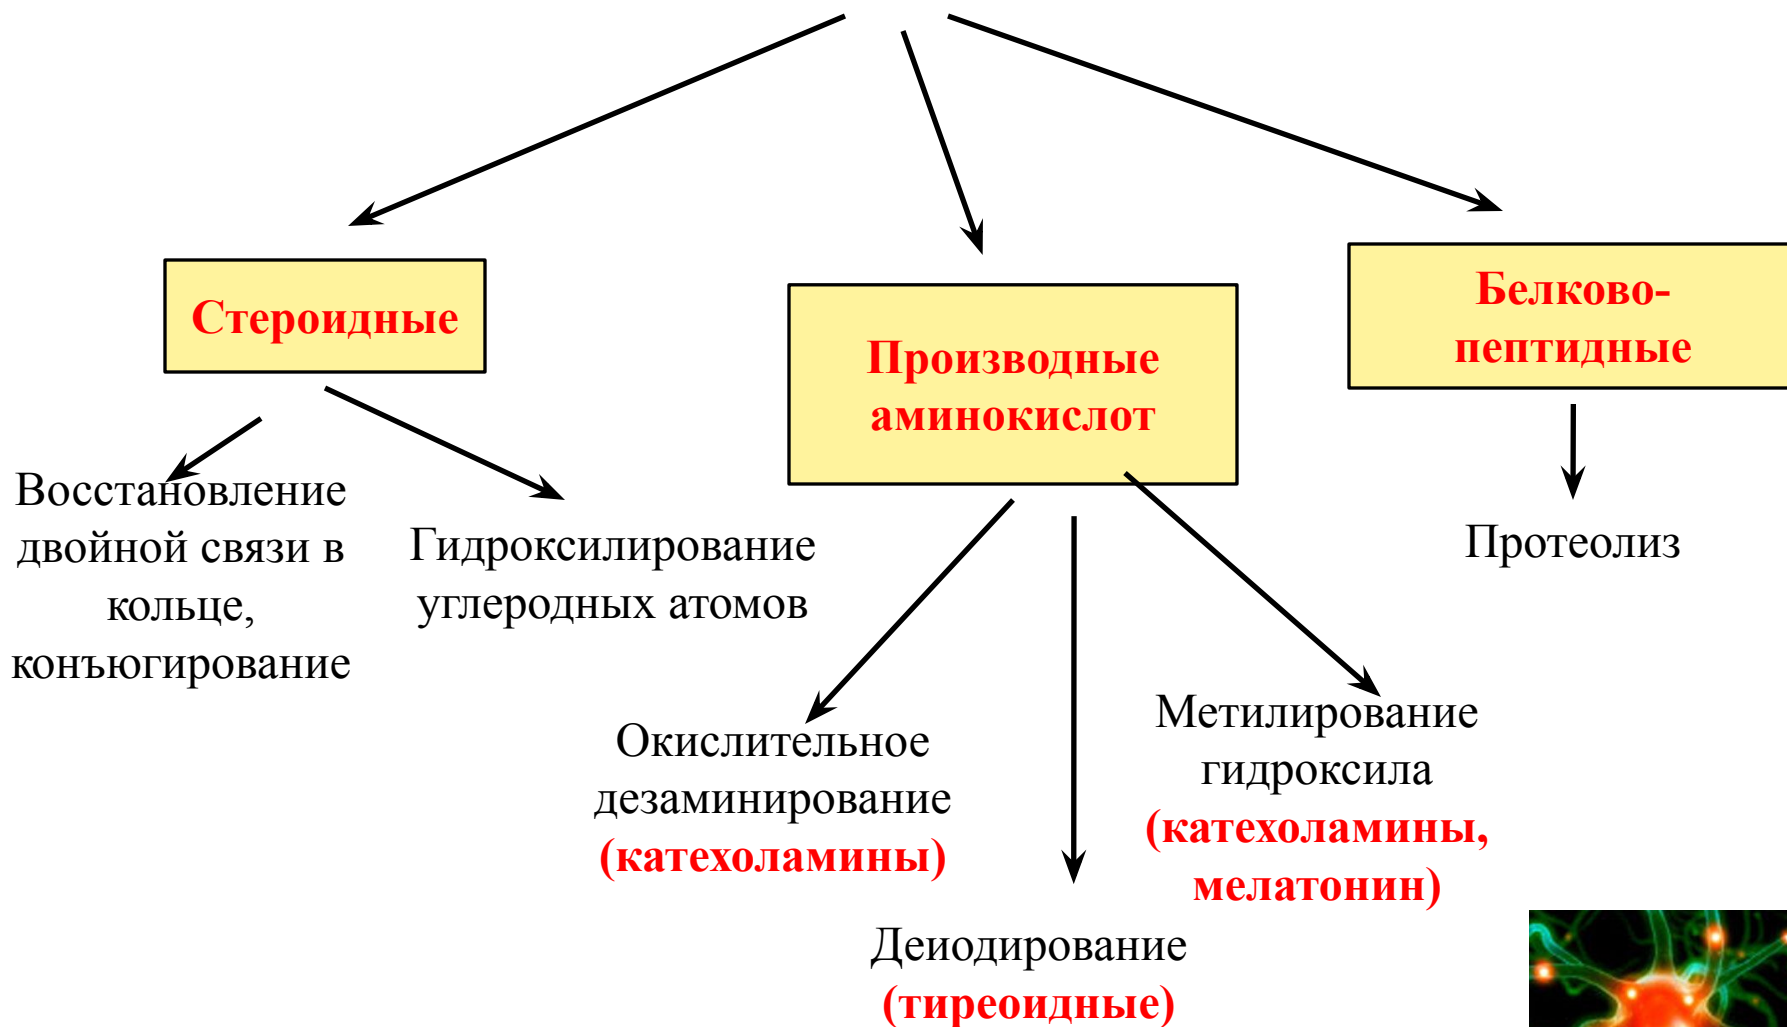 Стероидные
Производные
аминокислот
Белково-
пептидные
Восстановление
двойной связи в
кольце,
конъюгирование
Гидроксилирование
углеродных атомов
Окислительное
дезаминирование
(катехоламины)
Деиодирование
(тиреоидные)
Метилирование
гидроксила
(катехоламины,
мелатонин)
Протеолиз